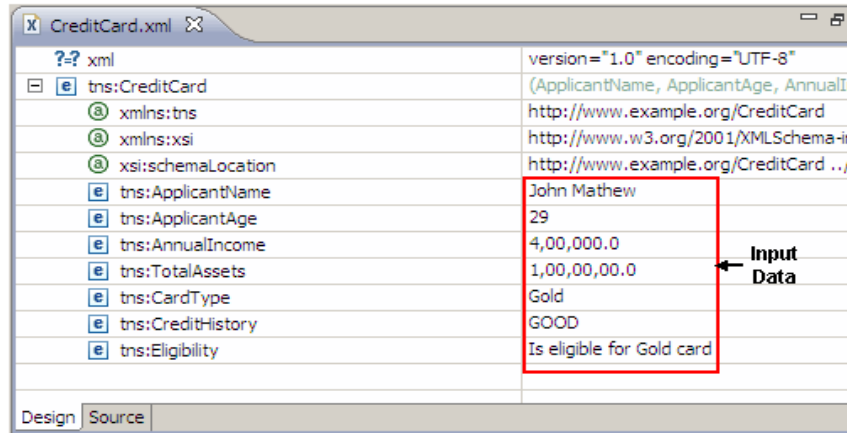 CreditCard.xml
?=? xml version="1.0" encoding="UTF-8"
e tns:CreditCard (ApplicantName, ApplicantAge, AnnualI
a xmlns:tns http://www.example.org/CreditCard
a xmlns:xsi http://www.w3.org/2001/XMLSchema-i
a xsi:schemaLocation http://www.example.org/CreditCard ../
e tns:ApplicantName John Mathew
e tns:ApplicantAge 29
e tns:AnnualIncome 4,00,000.0
e tns:TotalAssets 1,00,00,00.0
e tns:CardType Gold
e tns:CreditHistory GOOD
e tns:Eligibility Is eligible for Gold card
Input
Data
Design Source